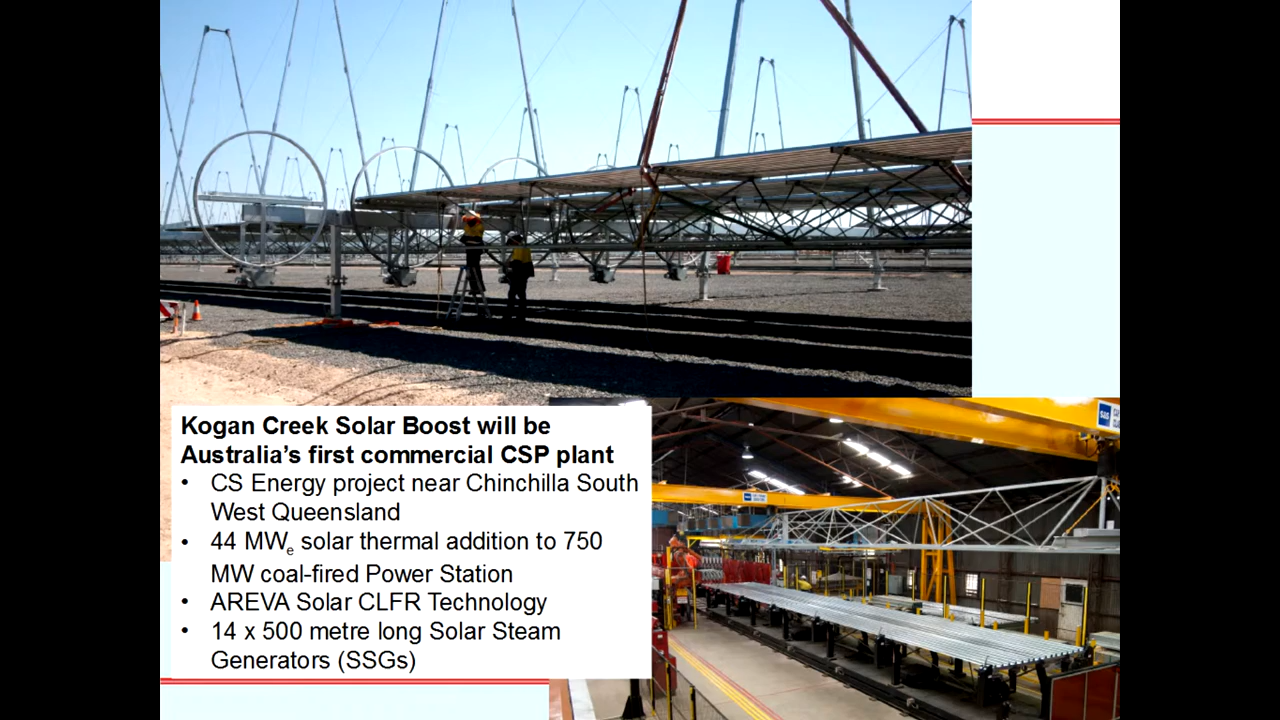 Kogan Creek Solar Boost will be
Australia’s first commercial CSP plant
• CS Energy project near Chinchilla South
West Queensland
• 44 MWe solar thermal addition to 750
MW coal-fired Power Station
• AREVA Solar CLFR Technology
• 14 x 500 metre long Solar Steam
Generators (SSGs)